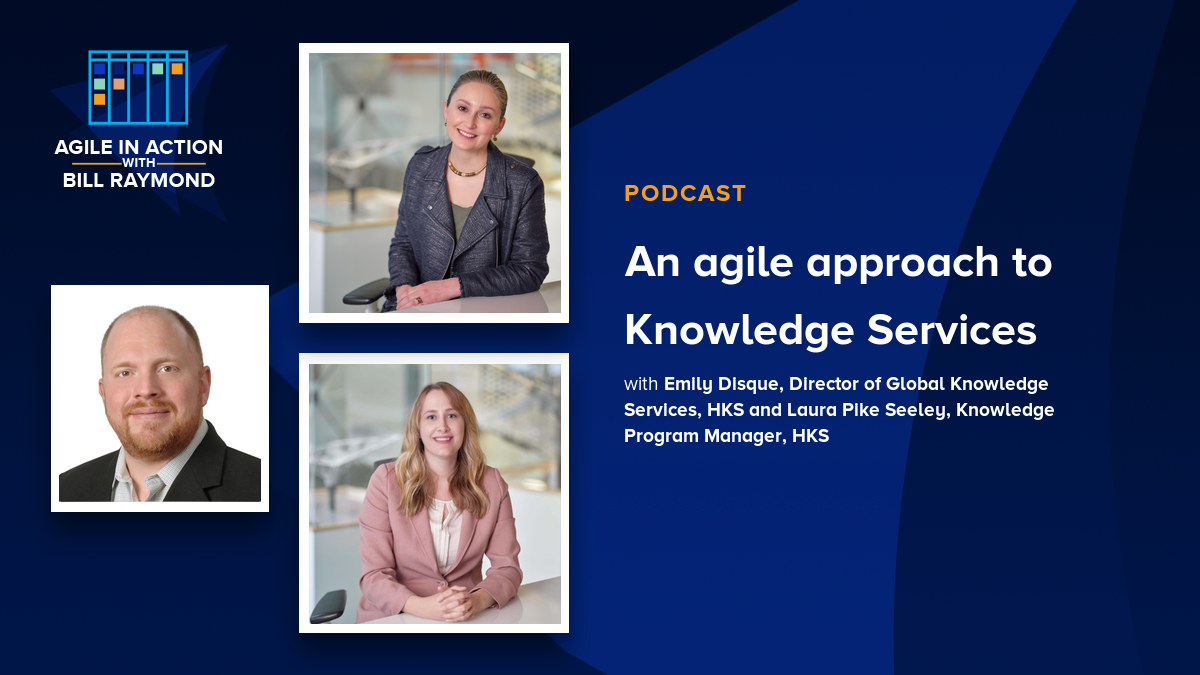 AGILE IN ACTION
WITH
BILL RAYMOND
PODCAST
An agile approach to
Knowledge Services
with Emily Disque, Director of Global Knowledge
Services, HKS and Laura Pike Seeley, Knowledge
Program Manager, HKS